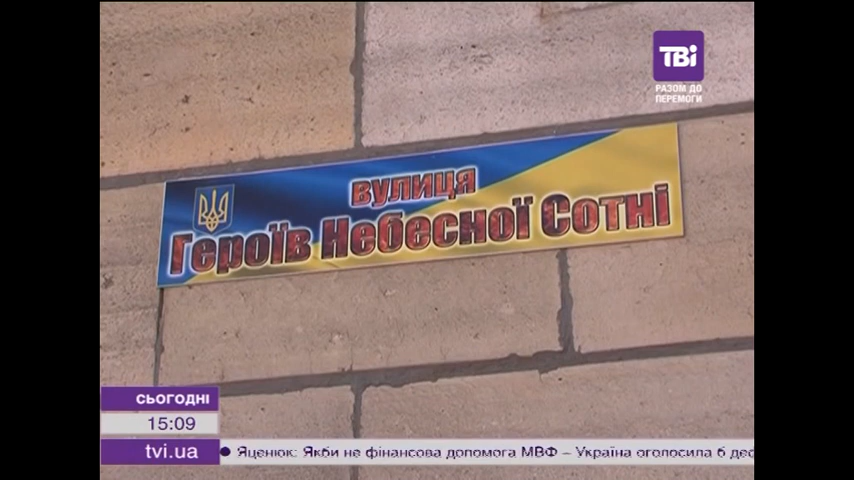 ТВі
РАЗОМ ДО
ПЕРЕМОГИ
вулиця
Героїв Небесної Сотні
СЬОГОДНІ
15:09
tvi.ua
Яценюк: Якби не фінансова допомога МВФ – Україна оголосила б